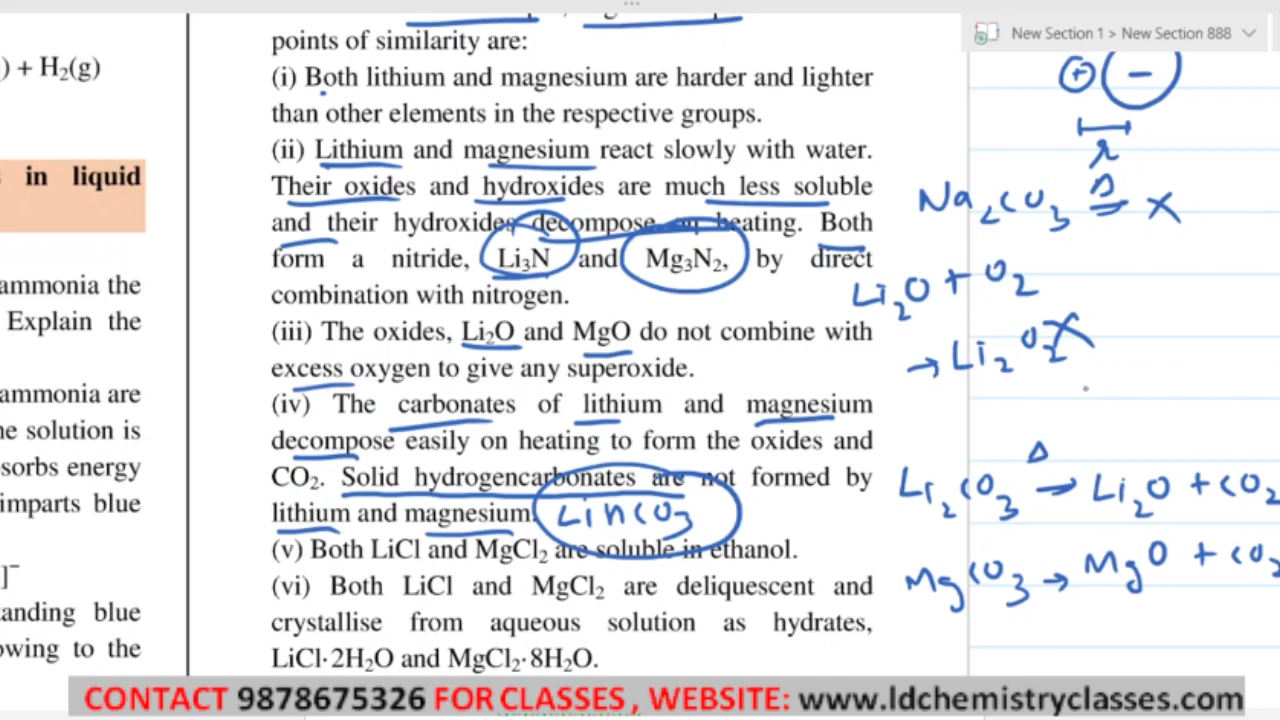 New Section 1 > New Section 888
points of similarity are:
) + H₂(g)
(i) Both lithium and magnesium are harder and lighter
than other elements in the respective groups.
(ii) Lithium and magnesium react slowly with water.
in liquid
Their oxides and hydroxides are much less soluble
and their hydroxides decompose on heating. Both
form a nitride, Li₃N and Mg₃N₂, by direct
combination with nitrogen.
ammonia the
Explain the
(iii) The oxides, Li₂O and MgO do not combine with
excess oxygen to give any superoxide.
(iv) The carbonates of lithium and magnesium
decompose easily on heating to form the oxides and
CO₂. Solid hydrogencarbonates are not formed by
lithium and magnesium.
LiHCO₃
(v) Both LiCl and MgCl₂ are soluble in ethanol.
(vi) Both LiCl and MgCl₂ are deliquescent and
crystallise from aqueous solution as hydrates,
LiCl·2H₂O and MgCl₂·8H₂O.
ammonia are
solution is
energy
imparts blue
]⁻
blue
to the
+ −
r
Na₂CO₃ Δ = X
Li₂O + O₂
→ Li₂O₂ X
Li₂CO₃ Δ → Li₂O + CO₂
MgCO₃ → MgO + CO₂
CONTACT 9878675326 FOR CLASSES , WEBSITE: www.ldchemistryclasses.com